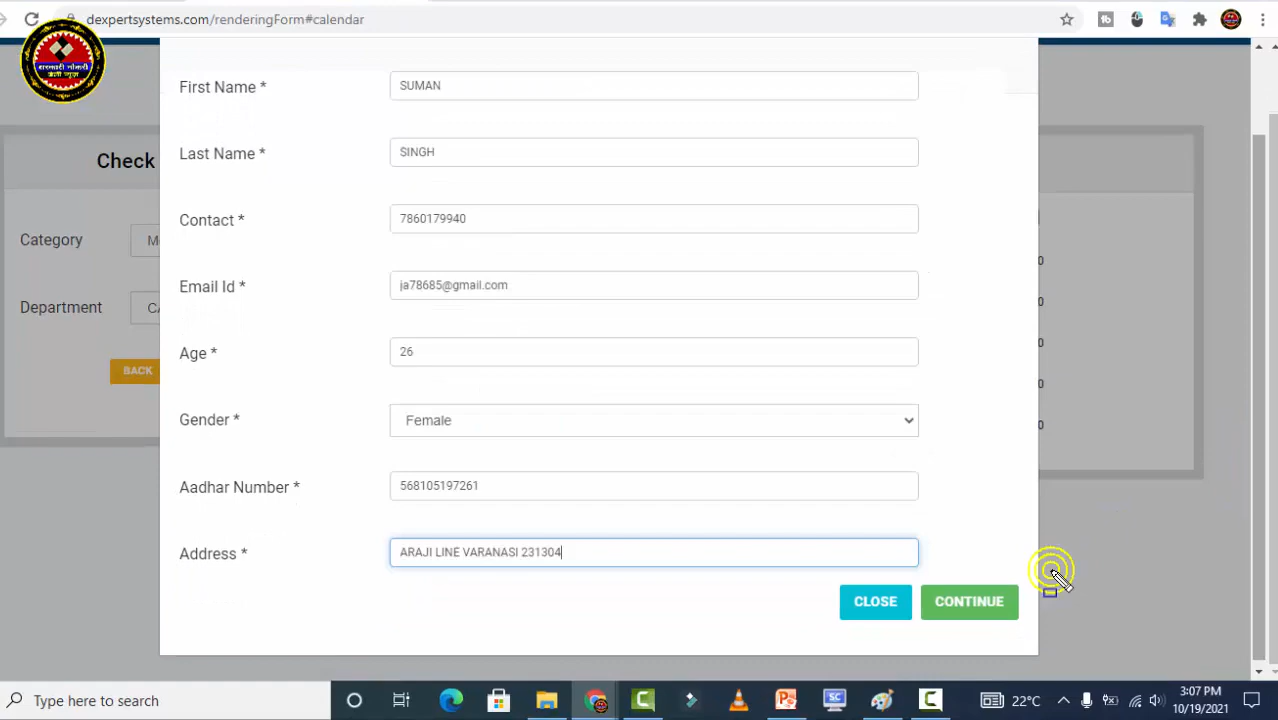 dexpertsystems.com/renderingForm#calendar
सरकारी नौकरी
First Name * SUMAN
Last Name * SINGH
Check
Contact * 7860179940
Category
Email Id * ja78685@gmail.com
Department
Age * 26
BACK
Gender * Female
Aadhar Number * 568105197261
Address * ARAJI LINE VARANASI 231304
CLOSE CONTINUE
Type here to search
22°C
3:07 PM
10/19/2021